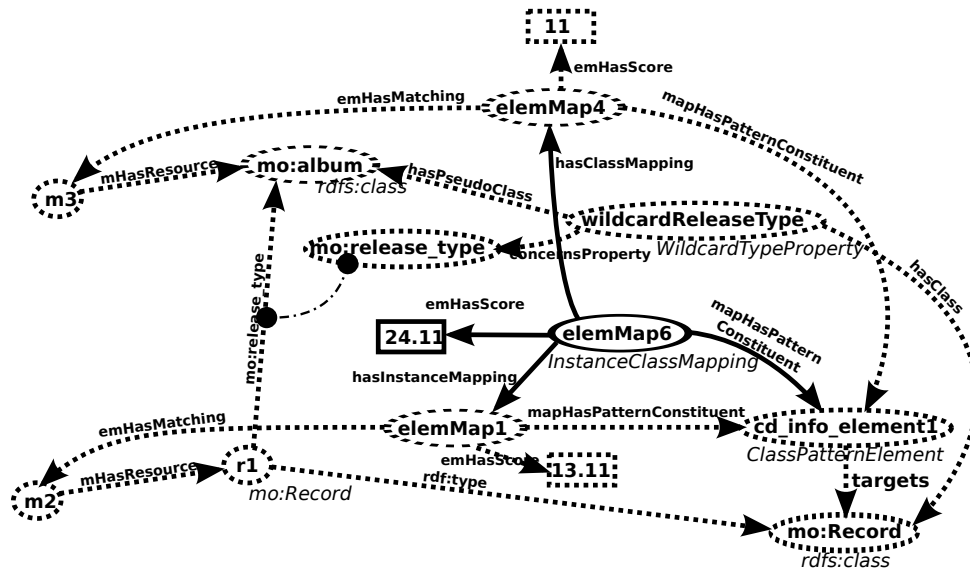 11
emHasScore
emHasMatching
elemMap4
mapHasPatternConstituent
mHasResource
mo:album
rdfs:class
hasClassMapping
hasPseudoClass
m3
wildcardReleaseType
WildcardTypeProperty
mo:release_type
concernsProperty
hasClass
mo:release_type
emHasScore
24.11
elemMap6
InstanceClassMapping
mapHasPattern
Constituent
hasInstanceMapping
emHasMatching
elemMap1
mapHasPatternConstituent
cd_info_element1
ClassPatternElement
emHasScore
13.11
mHasResource
r1
mo:Record
rdf:type
targets
m2
mo:Record
rdfs:class